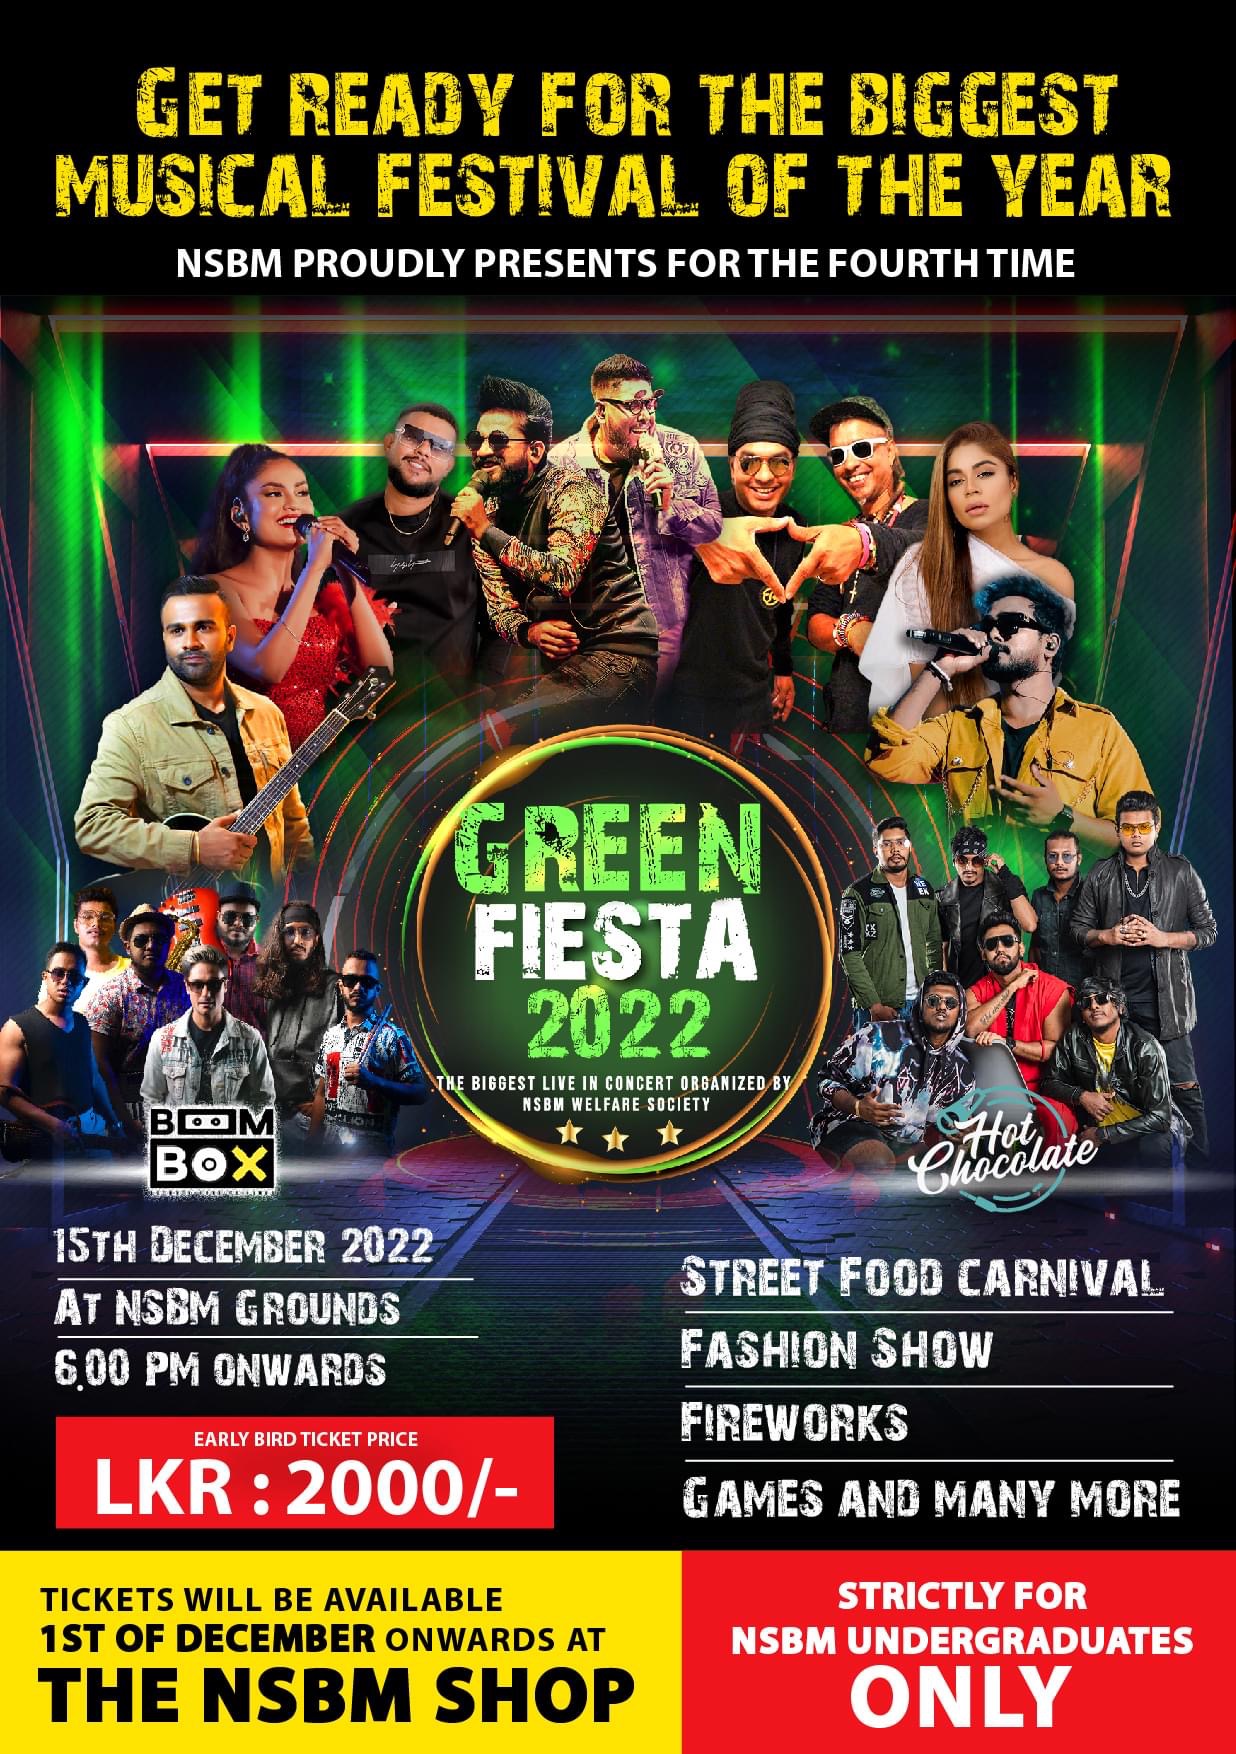 GET READY FOR THE BIGGEST
MUSICAL FESTIVAL OF THE YEAR
NSBM PROUDLY PRESENTS FOR THE FOURTH TIME
GREEN
FIESTA
2022
THE BIGGEST LIVE IN CONCERT ORGANIZED BY
NSBM WELFARE SOCIETY
BOOM
BOX
Hot
Chocolate
15TH DECEMBER 2022
AT NSBM GROUNDS
6.00 PM ONWARDS
STREET FOOD CARNIVAL
FASHION SHOW
FIREWORKS
GAMES AND MANY MORE
EARLY BIRD TICKET PRICE
LKR : 2000/-
TICKETS WILL BE AVAILABLE
1ST OF DECEMBER ONWARDS AT
THE NSBM SHOP
STRICTLY FOR
NSBM UNDERGRADUATES
ONLY